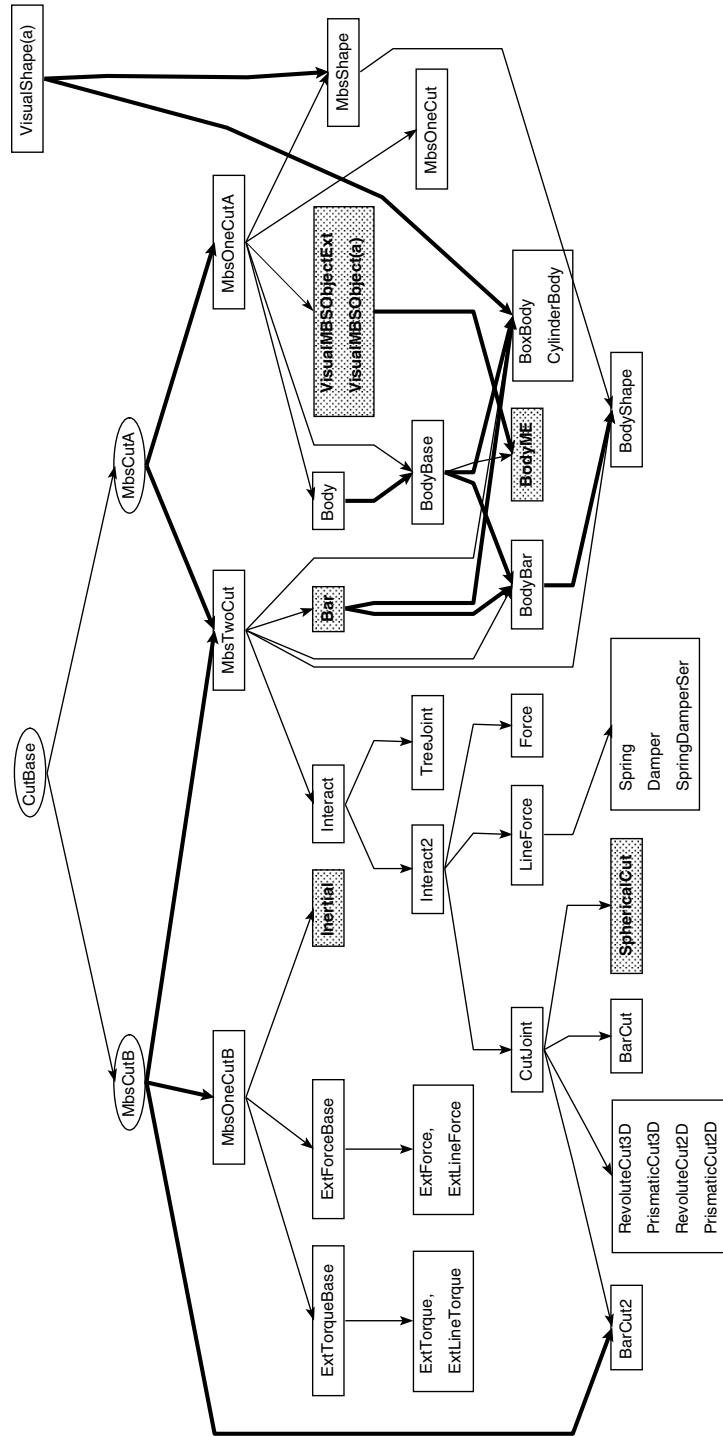 CutBase
VisualShape(a)
MbsCutB
MbsCutA
MbsOneCutB
MbsTwoCut
MbsOneCutA
MbsShape
ExtTorqueBase
ExtForceBase
Inertial
Interact
Bar
Body
VisualMBSObjectExt
VisualMBSObject(a)
MbsOneCut
ExtTorque,
ExtLineTorque
ExtForce,
ExtLineForce
Interact2
TreeJoint
BodyBase
CutJoint
LineForce
Force
BodyBar
BodyME
BoxBody
CylinderBody
BarCut2
RevoluteCut3D
PrismaticCut3D
RevoluteCut2D
PrismaticCut2D
BarCut
SphericalCut
Spring
Damper
SpringDamperSer
BodyShape